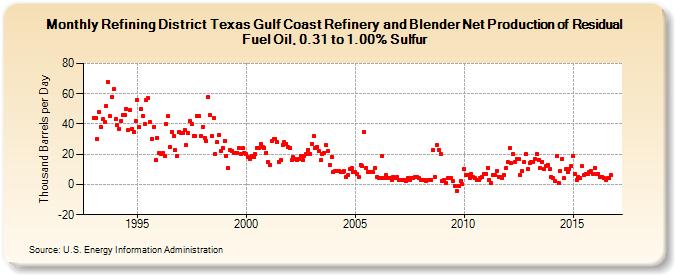 Monthly Refining District Texas Gulf Coast Refinery and Blender Net Production of Residual
Fuel Oil, 0.31 to 1.00% Sulfur
Thousand Barrels per Day
80
60
40
20
0
-20
1995
2000
2005
2010
2015
Source: U.S. Energy Information Administration